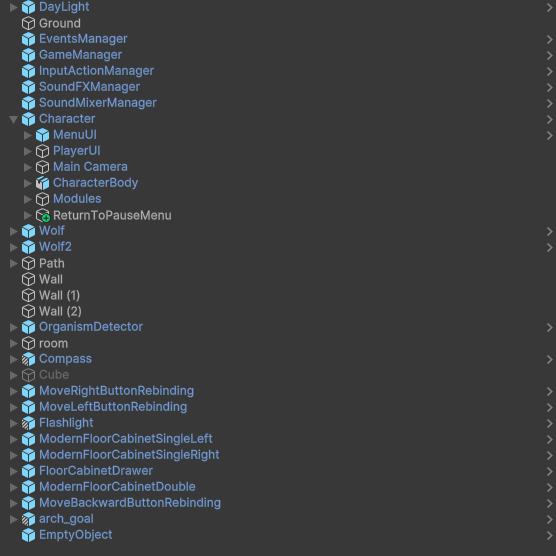 DayLight
Ground
EventsManager
GameManager
InputActionManager
SoundFXManager
SoundMixerManager
Character
MenuUI
PlayerUI
Main Camera
CharacterBody
Modules
ReturnToPauseMenu
Wolf
Wolf2
Path
Wall
Wall (1)
Wall (2)
OrganismDetector
room
Compass
Cube
MoveRightButtonRebinding
MoveLeftButtonRebinding
Flashlight
ModernFloorCabinetSingleLeft
ModernFloorCabinetSingleRight
FloorCabinetDrawer
ModernFloorCabinetDouble
MoveBackwardButtonRebinding
arch_goal
EmptyObject